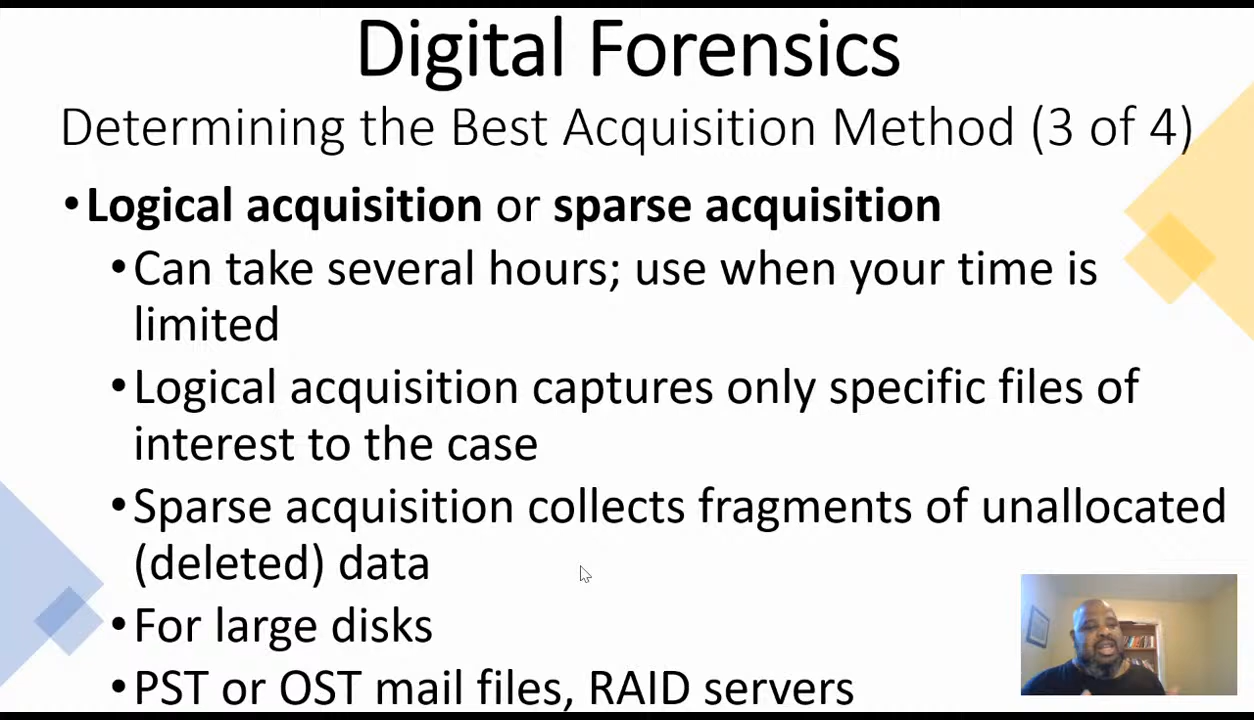 Digital Forensics
Determining the Best Acquisition Method (3 of 4)
•Logical acquisition or sparse acquisition
•Can take several hours; use when your time is
limited
•Logical acquisition captures only specific files of
interest to the case
•Sparse acquisition collects fragments of unallocated
(deleted) data
•For large disks
•PST or OST mail files, RAID servers